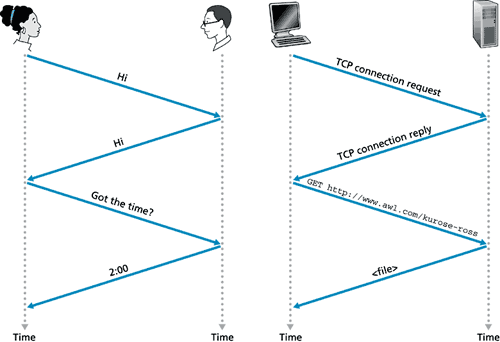 Hi
Hi
Got the time?
2:00
Time
Time
TCP connection request
TCP connection reply
GET http://www.awl.com/kurose-ross
<file>
Time
Time